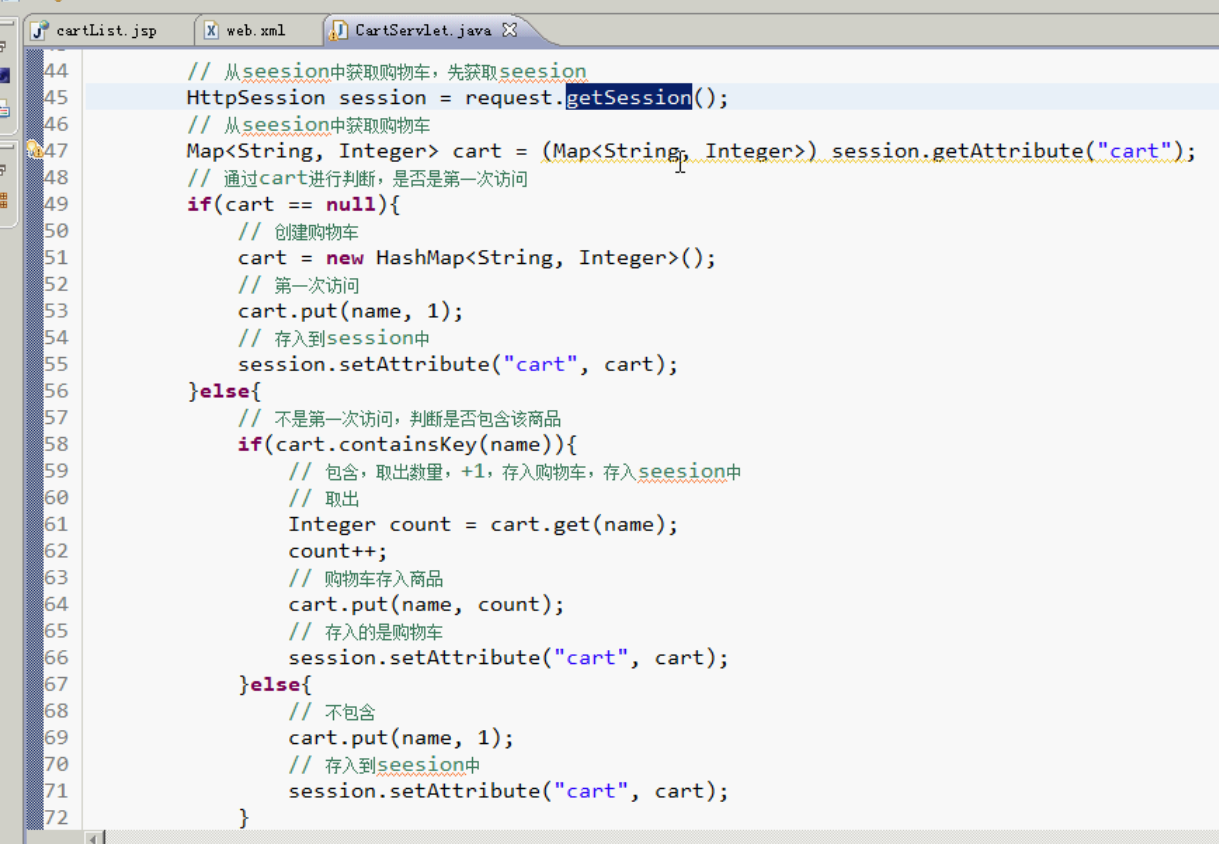 cartList.jsp web.xml CartServlet.java
44 // 从seesion中获取购物车，先获取seesion
45 HttpSession session = request.getSession();
46 // 从seesion中获取购物车
47 Map<String, Integer> cart = (Map<String, Integer>) session.getAttribute("cart");
48 // 通过cart进行判断，是否是第一次访问
49 if(cart == null){
50 // 创建购物车
51 cart = new HashMap<String, Integer>();
52 // 第一次访问
53 cart.put(name, 1);
54 // 存入到session中
55 session.setAttribute("cart", cart);
56 }else{
57 // 不是第一次访问，判断是否包含该商品
58 if(cart.containsKey(name)){
59 // 包含，取出数量，+1，存入购物车，存入seesion中
60 // 取出
61 Integer count = cart.get(name);
62 count++;
63 // 购物车存入商品
64 cart.put(name, count);
65 // 存入的是购物车
66 session.setAttribute("cart", cart);
67 }else{
68 // 不包含
69 cart.put(name, 1);
70 // 存入到seesion中
71 session.setAttribute("cart", cart);
72 }